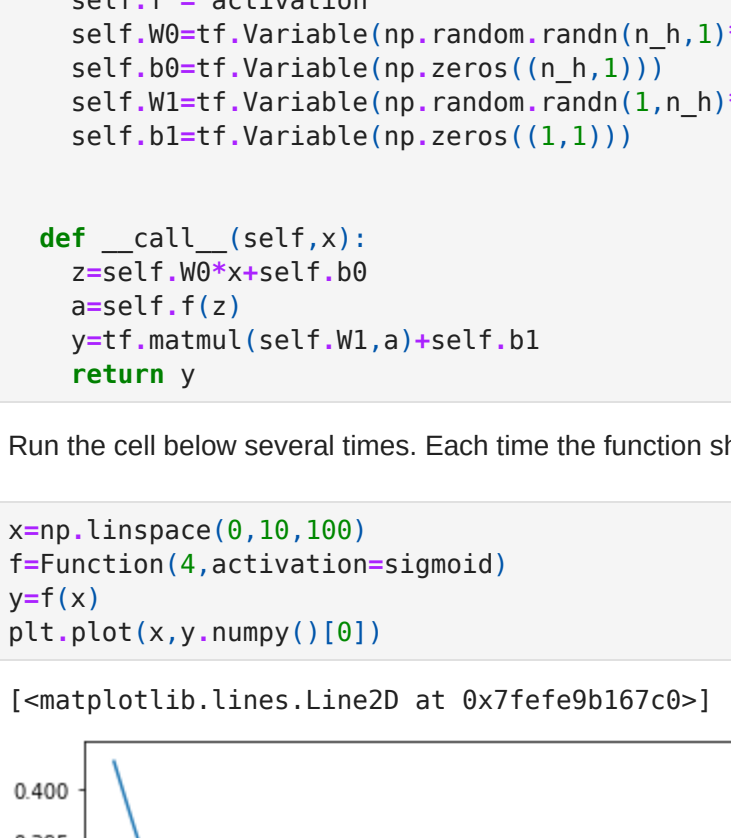 self.f = activation
self.W0=tf.Variable(np.random.randn(n_h,1)*
self.b0=tf.Variable(np.zeros((n_h,1)))
self.W1=tf.Variable(np.random.randn(1,n_h)*
self.b1=tf.Variable(np.zeros((1,1)))
def __call__(self,x):
z=self.W0*x+self.b0
a=self.f(z)
y=tf.matmul(self.W1,a)+self.b1
return y
Run the cell below several times. Each time the function sh
x=np.linspace(0,10,100)
f=Function(4,activation=sigmoid)
y=f(x)
plt.plot(x,y.numpy()[0])
[<matplotlib.lines.Line2D at 0x7fefe9b167c0>]
0.400